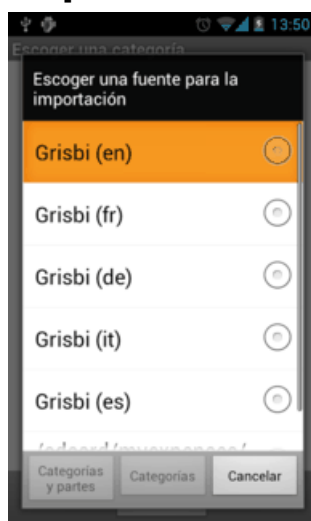 13:50
Escoger una categoría
Escoger una fuente para la
importación
Grisbi (en)
Grisbi (fr)
Grisbi (de)
Grisbi (it)
Grisbi (es)
Categorías
y partes
Categorías
Cancelar